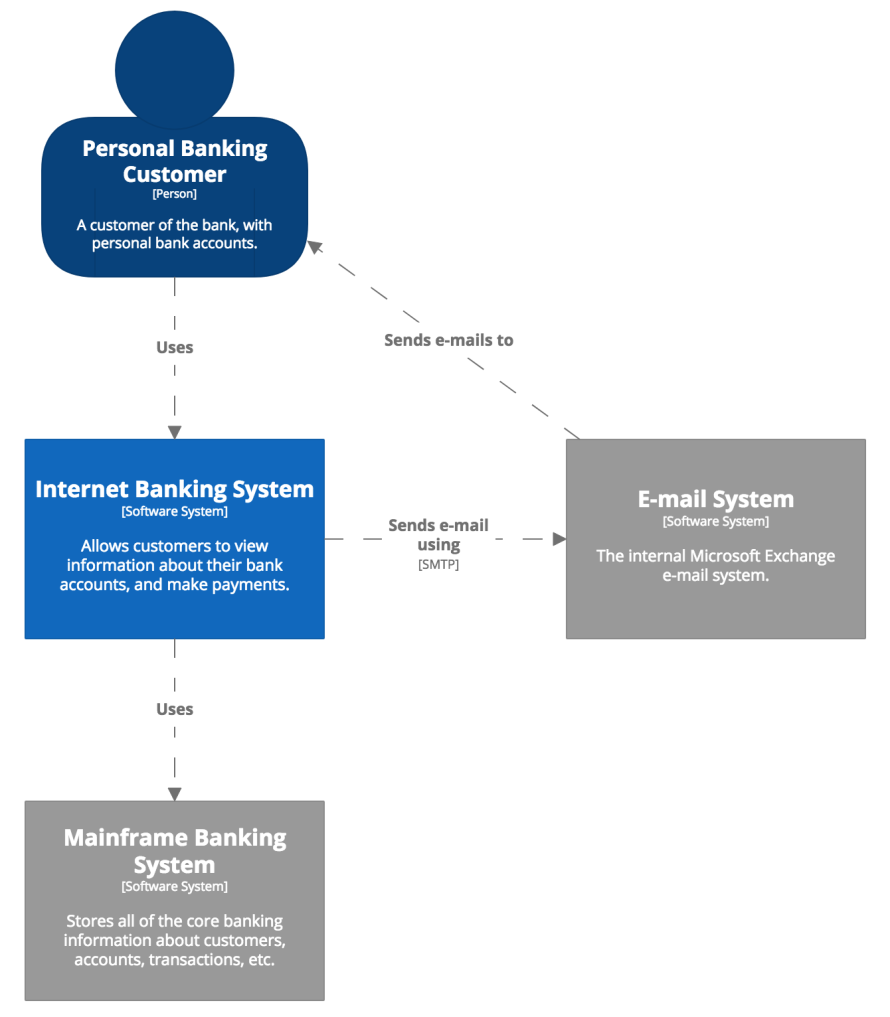 Personal Banking
Customer
[Person]
A customer of the bank, with
personal bank accounts.
Uses
Sends e-mails to
Internet Banking System
[Software System]
Allows customers to view
information about their bank
accounts, and make payments.
Sends e-mail
using
[SMTP]
E-mail System
[Software System]
The internal Microsoft Exchange
e-mail system.
Uses
Mainframe Banking
System
[Software System]
Stores all of the core banking
information about customers,
accounts, transactions, etc.